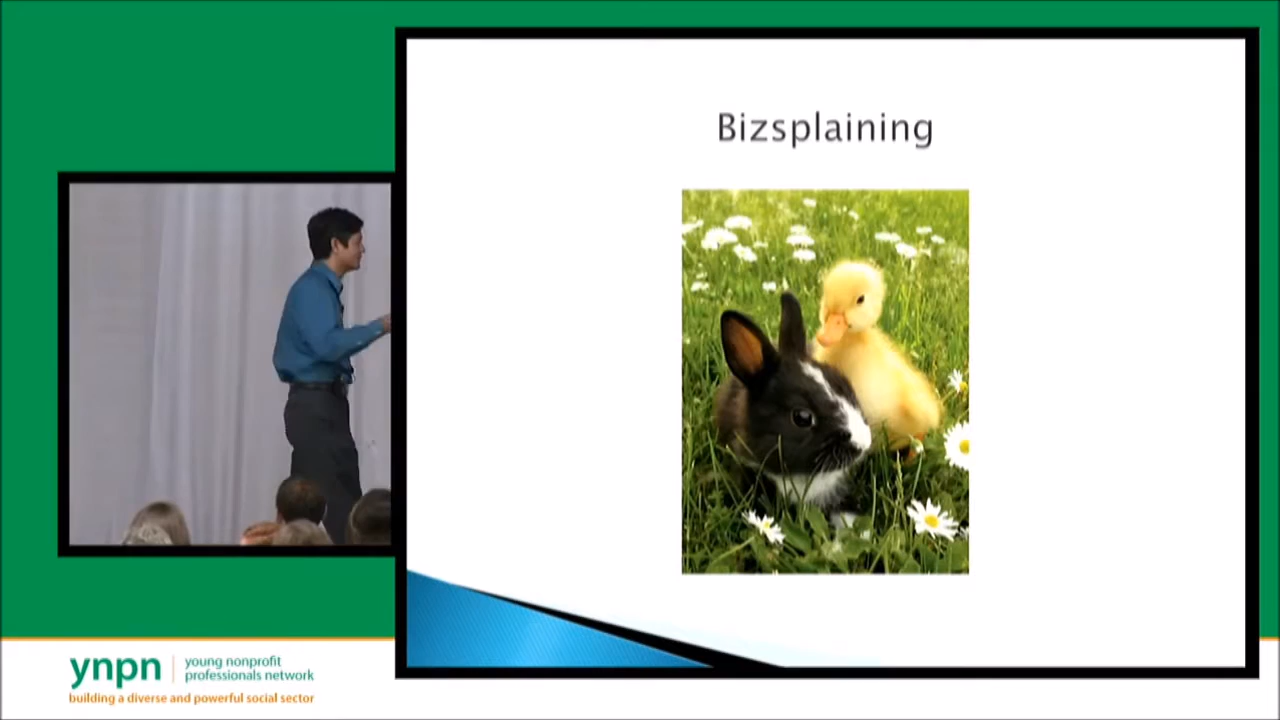 Bizsplaining
ynpn
young nonprofit
professionals network
building a diverse and powerful social sector